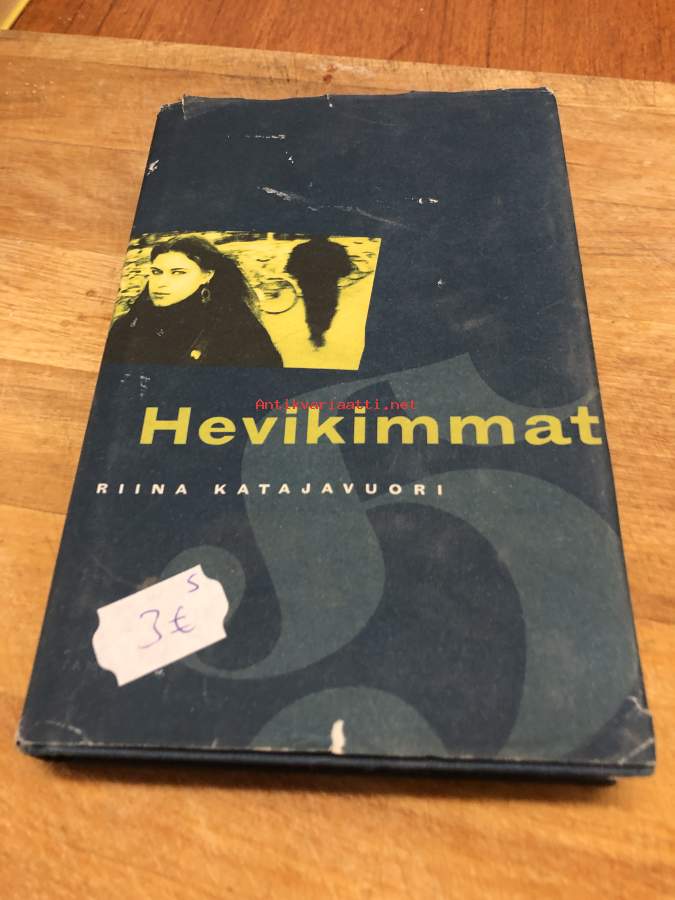 Antikvariaatti.net
Hevikimmat
RIINA KATAJAVUORI
S
3€